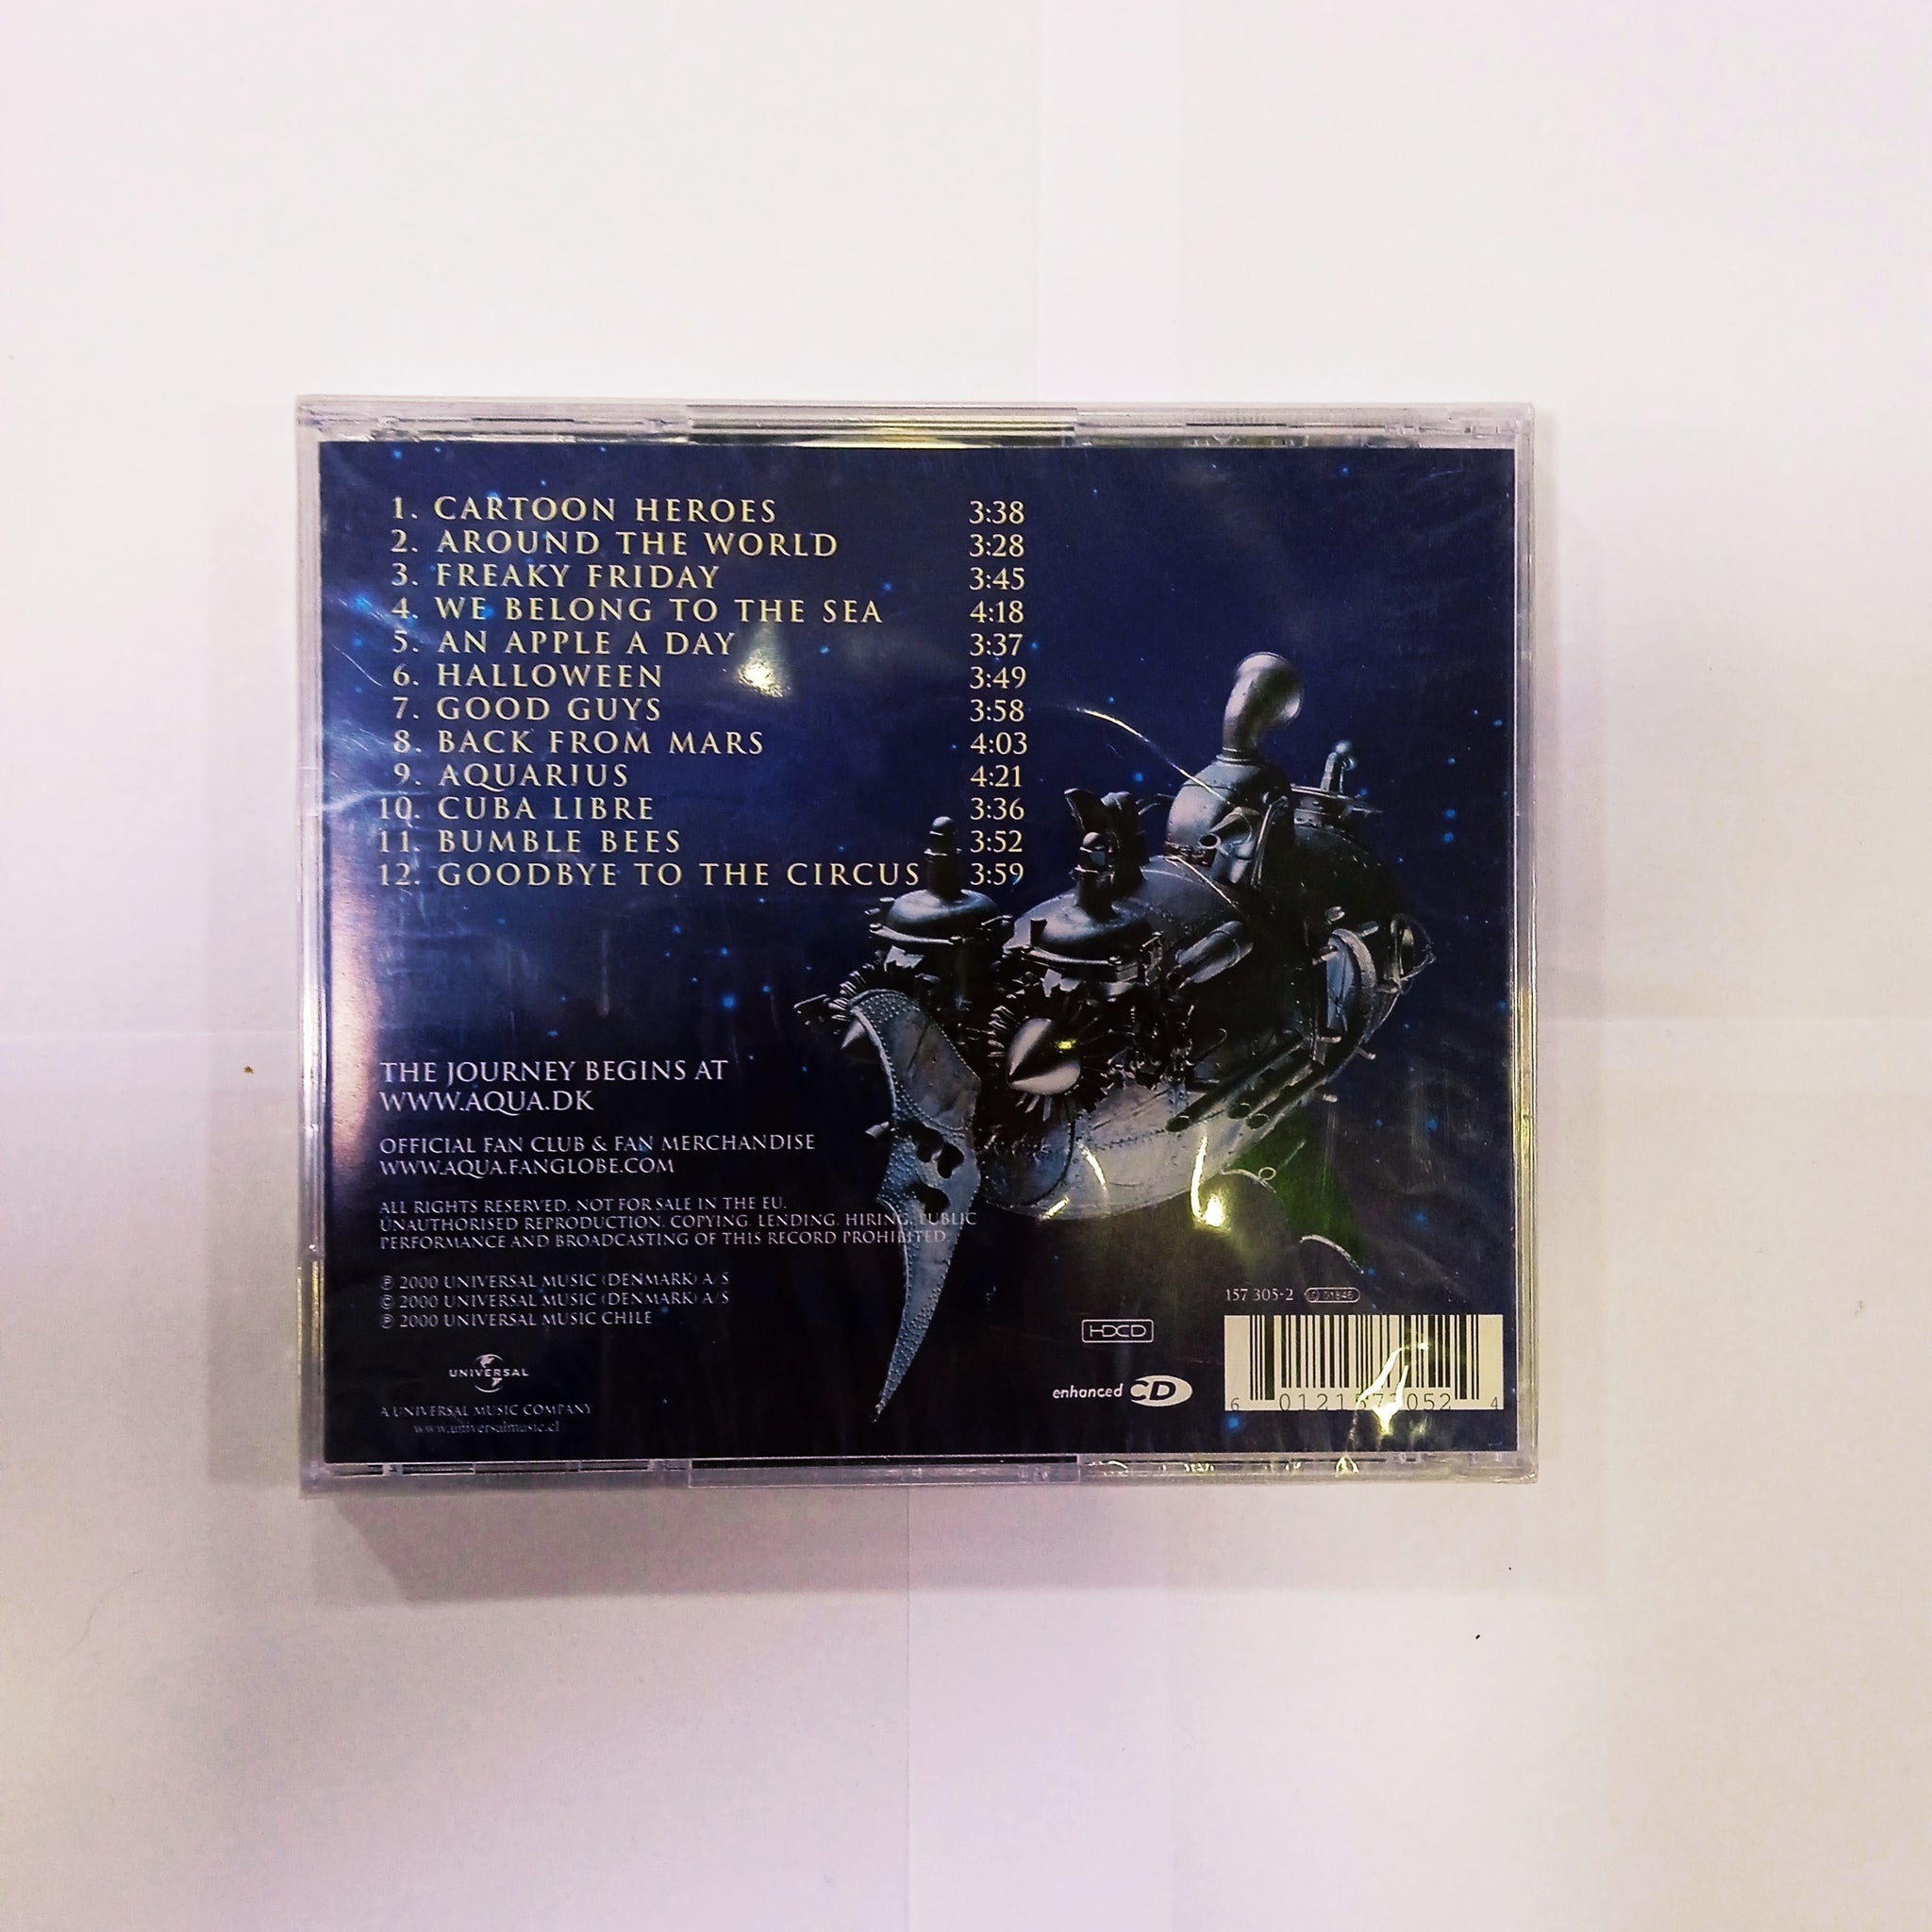 1. CARTOON HEROES 3:38
2. AROUND THE WORLD 3:28
3. FREAKY FRIDAY 3:45
4. WE BELONG TO THE SEA 4:18
5. AN APPLE A DAY 3:37
6. HALLOWEEN 3:49
7. GOOD GUYS 3:58
8. BACK FROM MARS 4:03
9. AQUARIUS 4:21
10. CUBA LIBRE 3:36
11. BUMBLE BEES 3:52
12. GOODBYE TO THE CIRCUS 3:59
THE JOURNEY BEGINS AT
WWW.AQUA.DK
OFFICIAL FAN CLUB & FAN MERCHANDISE
WWW.AQUA.FANGLOBE.COM
ALL RIGHTS RESERVED. NOT FOR SALE IN THE EU.
UNAUTHORISED REPRODUCTION, COPYING, LENDING, HIRING, PUBLIC
PERFORMANCE AND BROADCASTING OF THIS RECORD PROHIBITED
℗ 2000 UNIVERSAL MUSIC (DENMARK) A/S
© 2000 UNIVERSAL MUSIC (DENMARK) A/S
℗ 2000 UNIVERSAL MUSIC CHILE
UNIVERSAL
A UNIVERSAL MUSIC COMPANY
www.universalmusic.cl
157 305-2
HDCD
enhanced CD